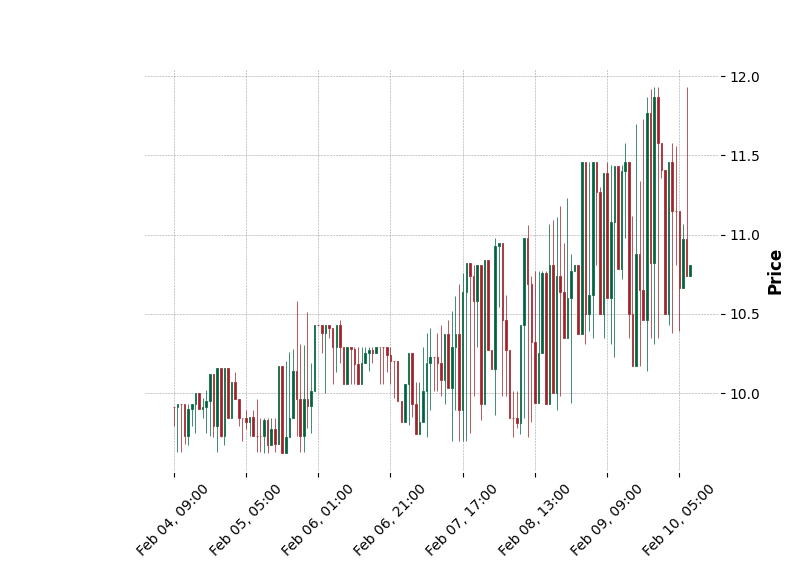 12.0
11.5
11.0
10.5
10.0
Price
Feb 04, 09:00
Feb 05, 05:00
Feb 06, 01:00
Feb 06, 21:00
Feb 07, 17:00
Feb 08, 13:00
Feb 09, 09:00
Feb 10, 05:00